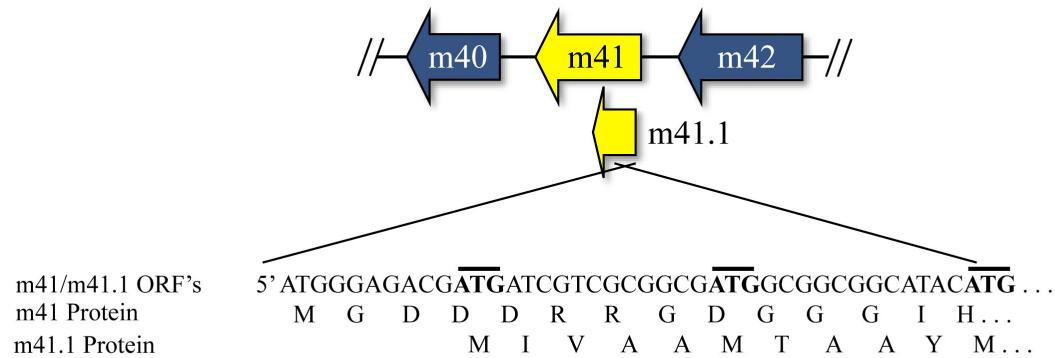 // m40 m41 m42 //
m41.1
m41/m41.1 ORF's 5' ATGGGAGACGATGATCGTCGCGGCGATGGCGGCGGCATACATG...
m41 Protein M G D D D R R G D G G G I H...
m41.1 Protein M I V A A M T A A Y M...